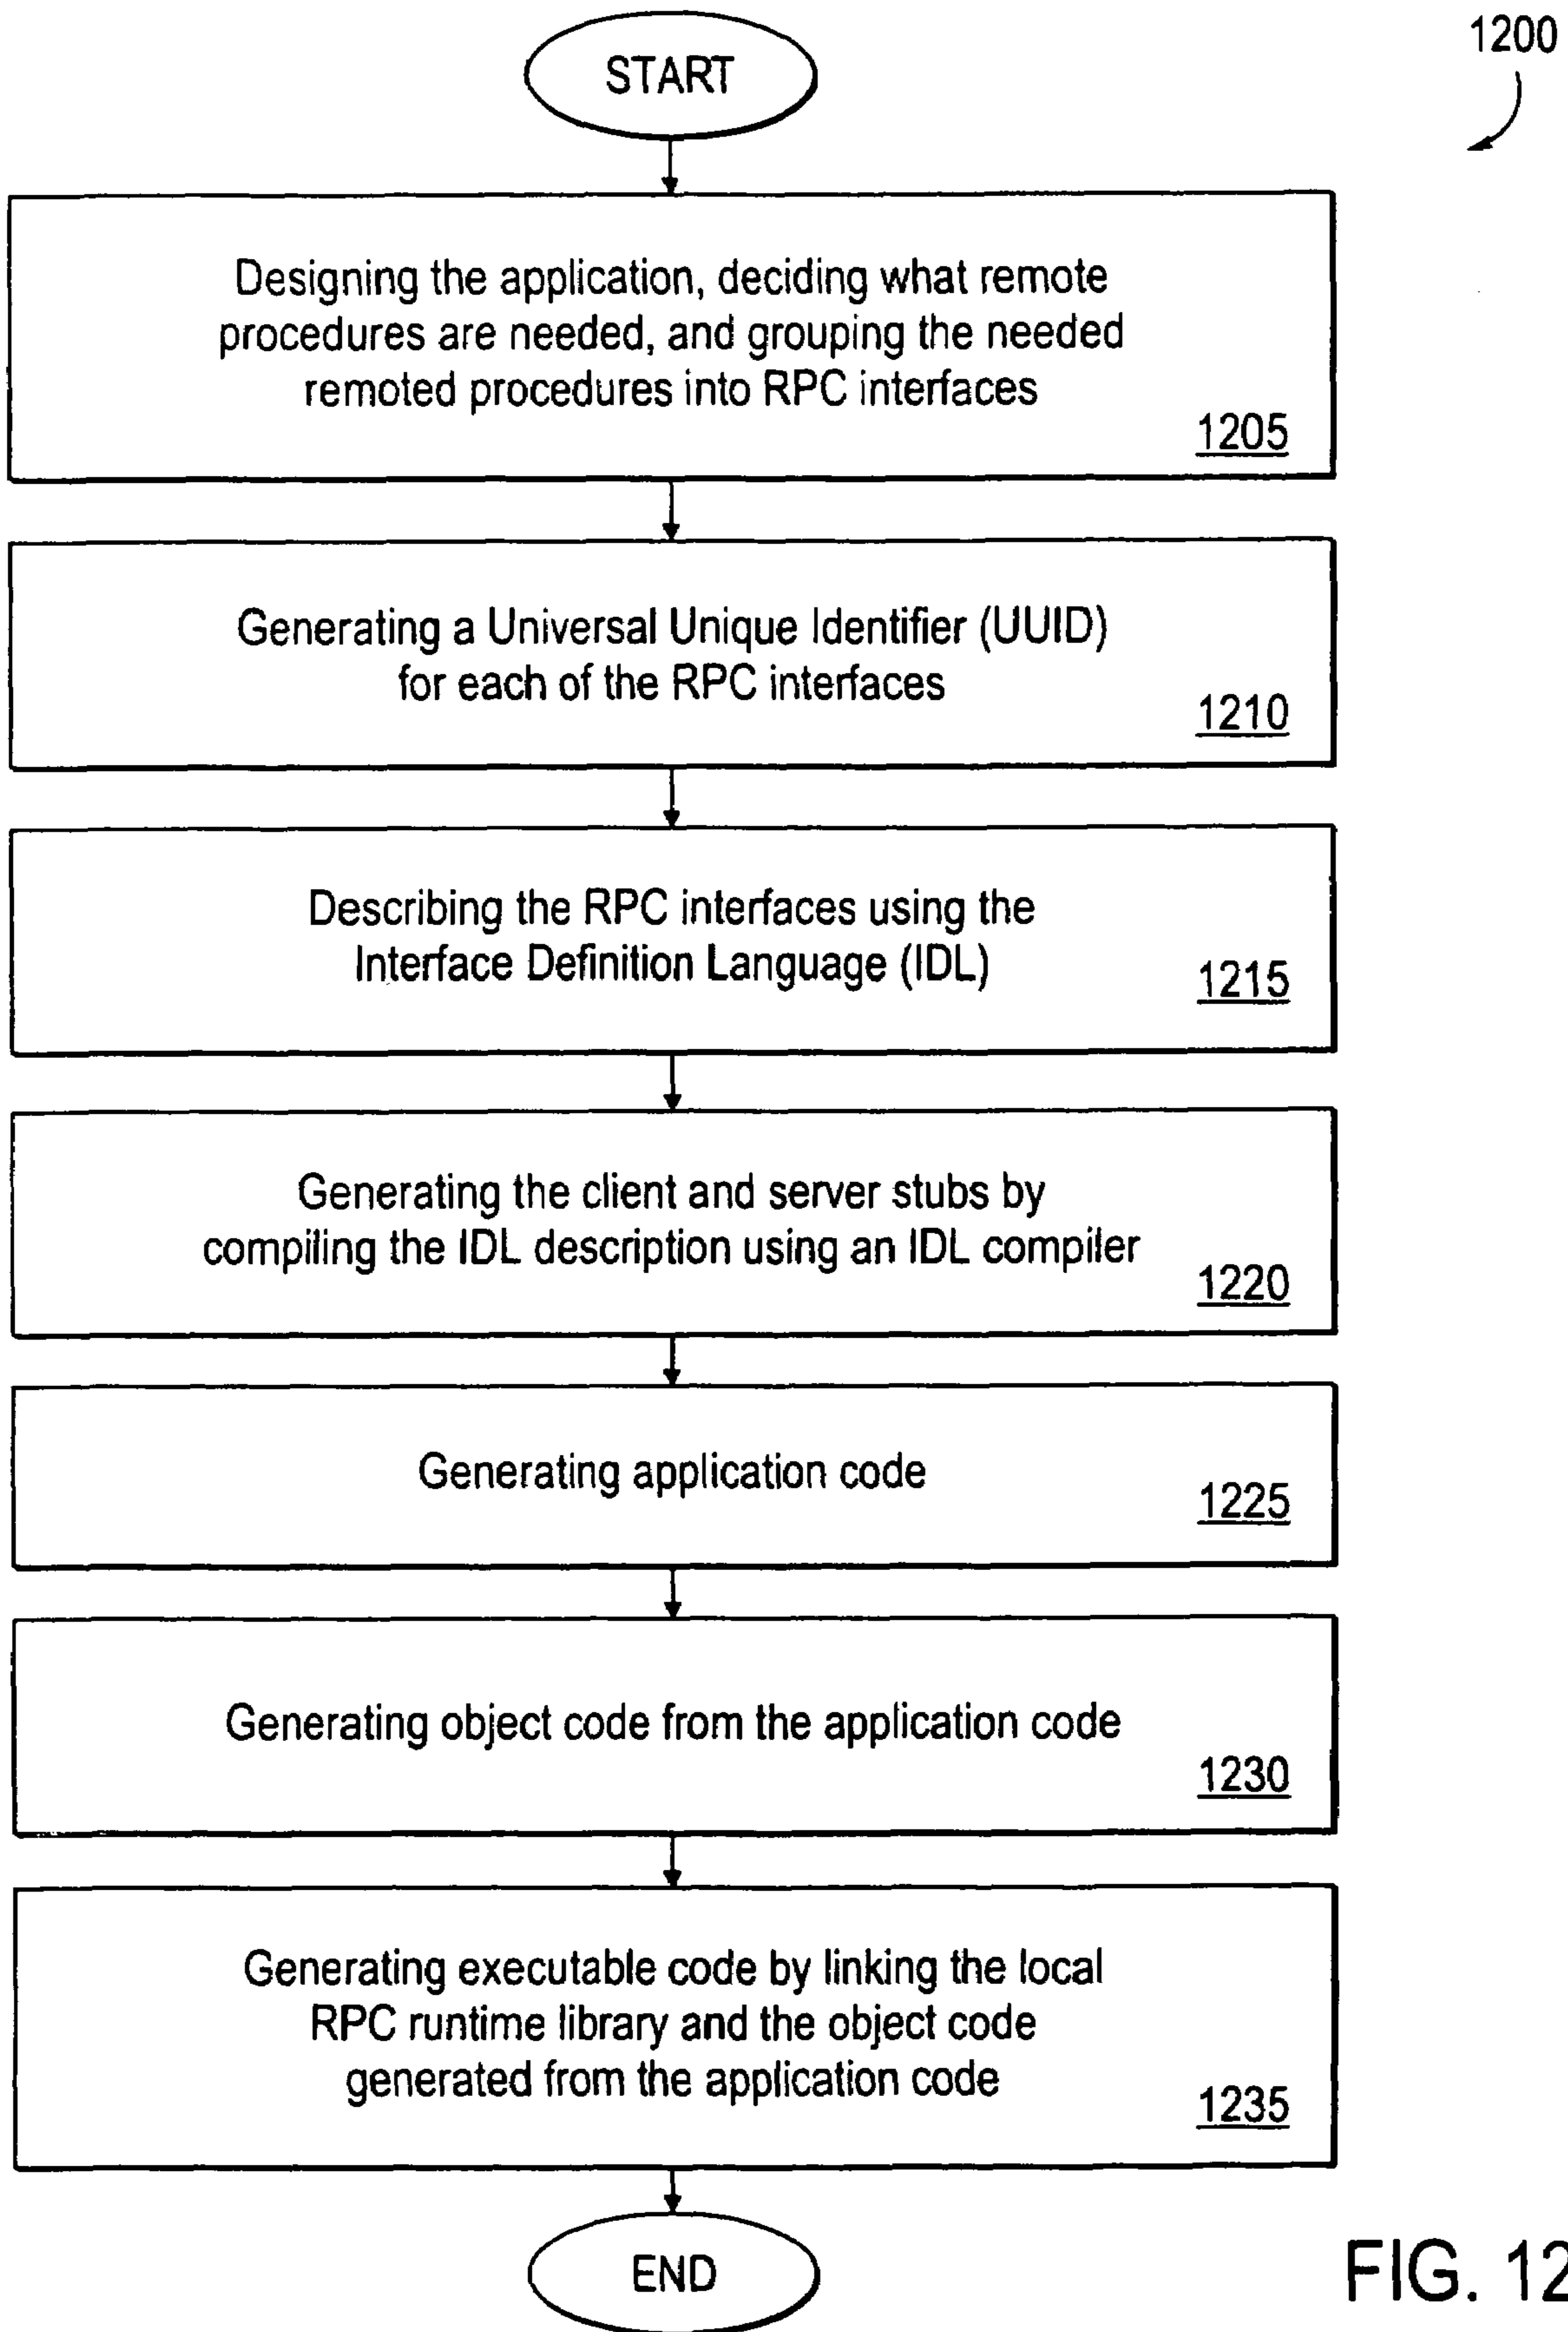 1200
START
Designing the application, deciding what remote
procedures are needed, and grouping the needed
remoted procedures into RPC interfaces
1205
Generating a Universal Unique Identifier (UUID)
for each of the RPC interfaces
1210
Describing the RPC interfaces using the
Interface Definition Language (IDL)
1215
Generating the client and server stubs by
compiling the IDL description using an IDL compiler
1220
Generating application code
1225
Generating object code from the application code
1230
Generating executable code by linking the local
RPC runtime library and the object code
generated from the application code
1235
END
FIG. 12